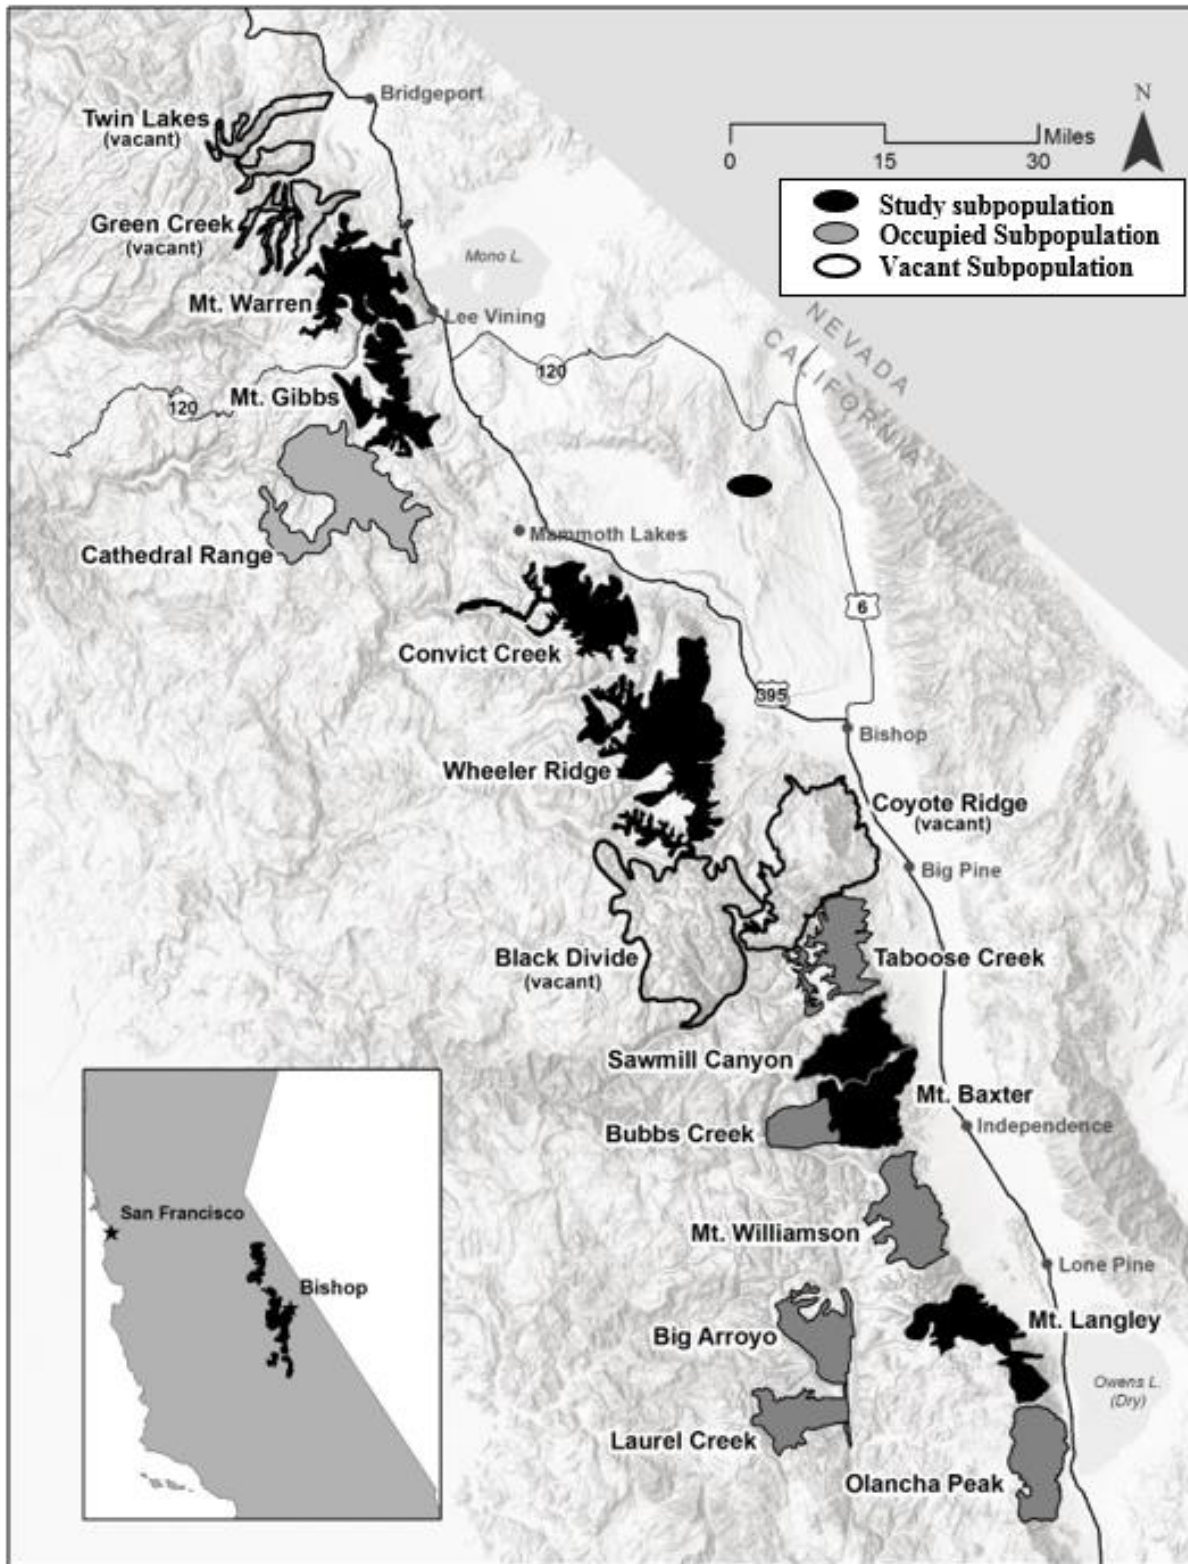 Bridgeport
Twin Lakes
(vacant)
N
Miles
0
15
30
Study subpopulation
Occupied Subpopulation
Vacant Subpopulation
Green Creek
(vacant)
Mono L.
Mt. Warren
Lee Vining
NEVADA
CALIFORNIA
120
Mt. Gibbs
120
Mammoth Lakes
Cathedral Range
6
Convict Creek
395
Bishop
Wheeler Ridge
Coyote Ridge
(vacant)
Big Pine
Black Divide
(vacant)
Taboose Creek
Sawmill Canyon
Mt. Baxter
Independence
Bubbs Creek
San Francisco
Bishop
Mt. Williamson
Lone Pine
Mt. Langley
Big Arroyo
Owens L.
(Dry)
Laurel Creek
Olancha Peak